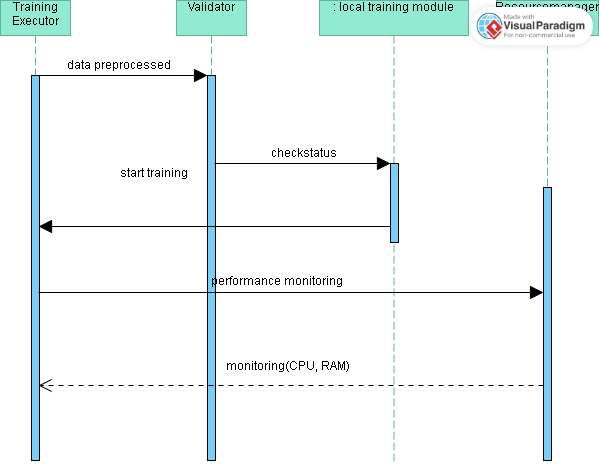 Training
Executor
Validator
: local training module
Resourcemanager
Made with
VisualParadigm
For non-commercial use
data preprocessed
checkstatus
start training
performance monitoring
monitoring(CPU, RAM)